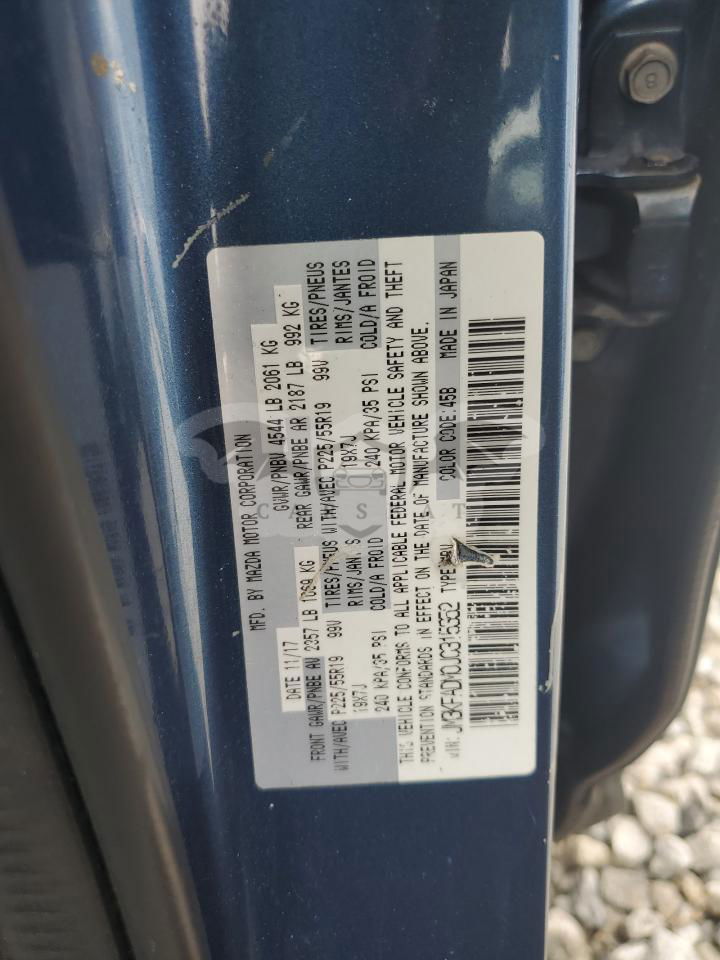 MFD. BY MAZDA MOTOR CORPORATION
DATE 11/17 GVWR/PNBV 4544 LB 2061 KG
FRONT GAWR/PNBE AV 2357 LB 1069 KG REAR GAWR/PNBE AR 2187 LB 992 KG
WITH/AVEC P225/55R19 99V TIRES/PNEUS WITH/AVEC P225/55R19 99V TIRES/PNEUS
19X7J RIMS/JAN S 19X7J RIMS/JANTES
240 KPA/35 PSI COLD/A FROID 240 KPA/35 PSI COLD/A FROID
THIS VEHICLE CONFORMS TO ALL APPLICABLE FEDERAL MOTOR VEHICLE SAFETY AND THEFT
PREVENTION STANDARDS IN EFFECT ON THE DATE OF MANUFACTURE SHOWN ABOVE.
VIN: JM3KFADM0J0315352 TYPE COLOR CODE:45B MADE IN JAPAN
8